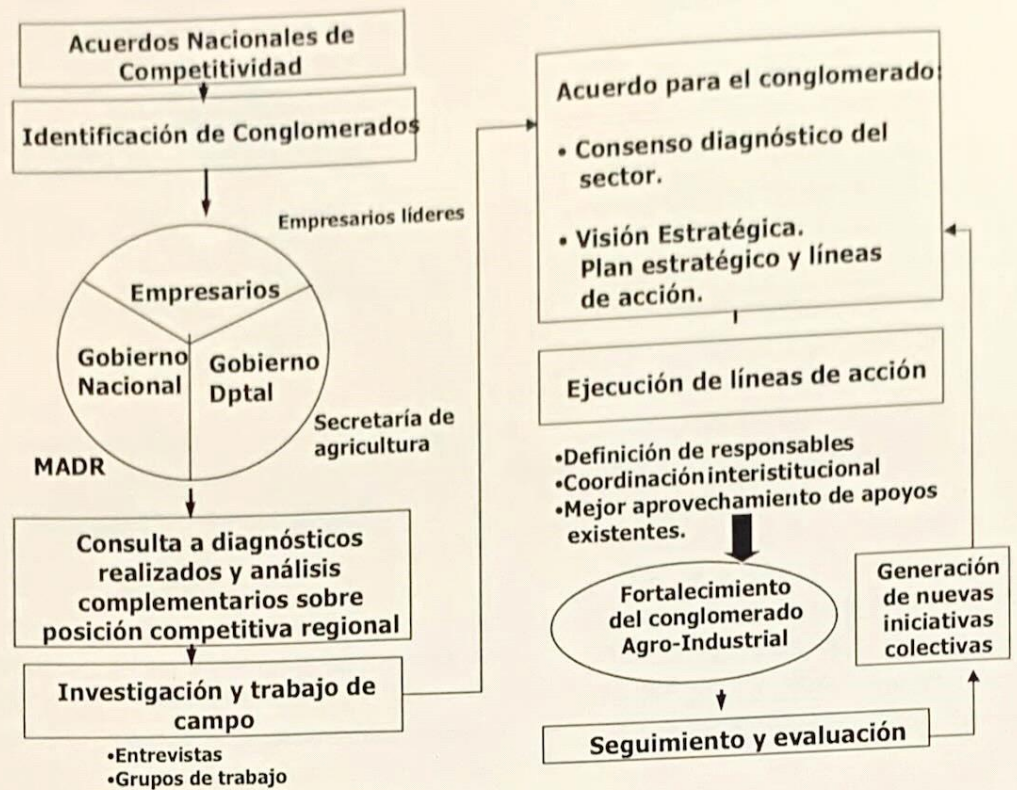 Acuerdos Nacionales de
Competitividad
Identificación de Conglomerados
Empresarios líderes
Empresarios
Gobierno
Nacional
Gobierno
Dptal
Secretaría de
agricultura
MADR
Consulta a diagnósticos
realizados y análisis
complementarios sobre
posición competitiva regional
Investigación y trabajo de
campo
•Entrevistas
•Grupos de trabajo
Acuerdo para el conglomerado:
• Consenso diagnóstico del
sector.
• Visión Estratégica.
Plan estratégico y líneas
de acción.
Ejecución de líneas de acción
•Definición de responsables
•Coordinación interistitucional
•Mejor aprovechamiento de apoyos
existentes.
Fortalecimiento
del conglomerado
Agro-Industrial
Seguimiento y evaluación
Generación
de nuevas
iniciativas
colectivas